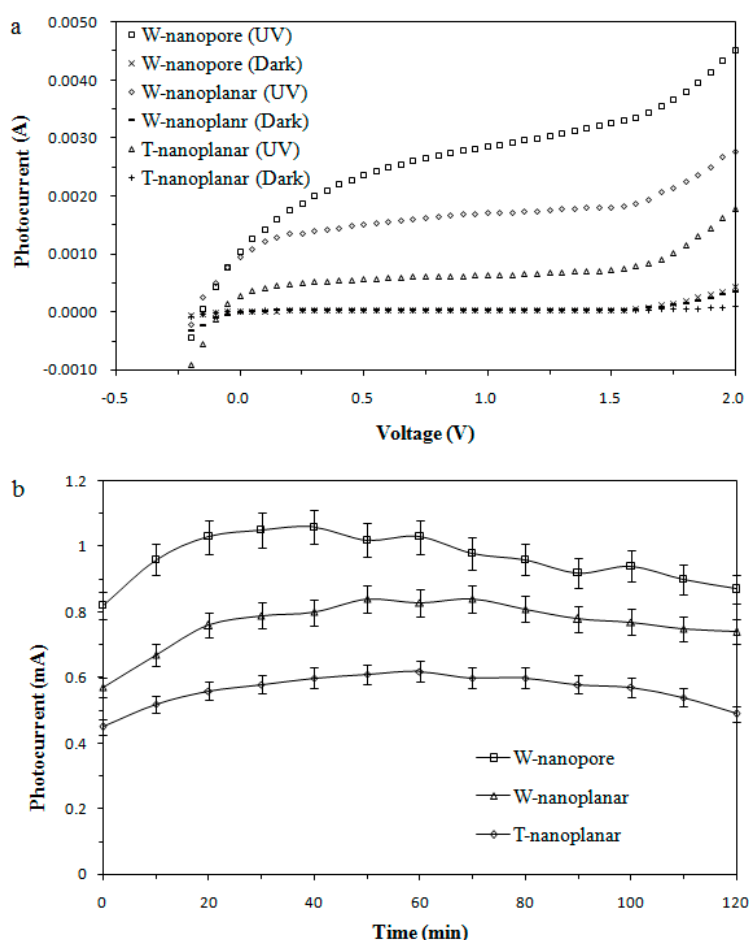 a
0.0050
0.0040
0.0030
0.0020
0.0010
0.0000
-0.0010
Photocurrent (A)
W-nanopore (UV)
W-nanopore (Dark)
W-nanoplanar (UV)
W-nanoplanr (Dark)
T-nanoplanar (UV)
T-nanoplanar (Dark)
-0.5 0.0 0.5 1.0 1.5 2.0
Voltage (V)
b
1.2
1
0.8
0.6
0.4
0.2
0
Photocurrent (mA)
W-nanopore
W-nanoplanar
T-nanoplanar
0 20 40 60 80 100 120
Time (min)